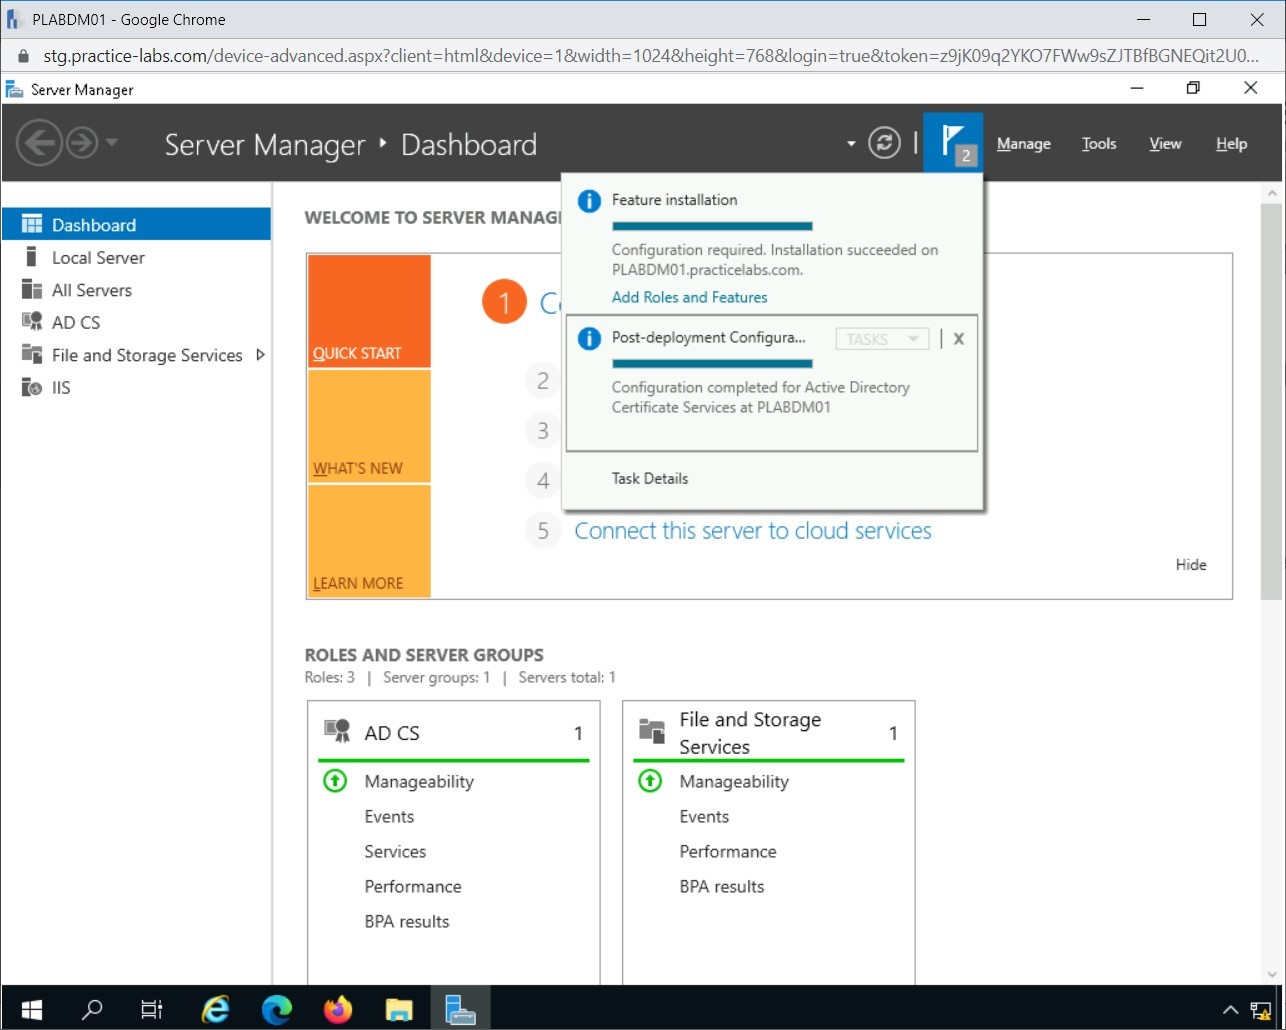 PLABDM01 - Google Chrome
stg.practice-labs.com/device-advanced.aspx?client=html&device=1&width=1024&height=768&login=true&token=z9jK09q2YKO7FWw9sZJTBfBGNEQit2U0...
Server Manager
Server Manager ‣ Dashboard
2
Manage
Tools
View
Help
Dashboard
Local Server
All Servers
AD CS
File and Storage Services
IIS
WELCOME TO SERVER MANAG
Feature installation
Configuration required. Installation succeeded on
PLABDM01.practicelabs.com.
Add Roles and Features
Post-deployment Configura...
TASKS
X
Configuration completed for Active Directory
Certificate Services at PLABDM01
Task Details
QUICK START
WHAT'S NEW
LEARN MORE
1
Co
2
3
4
5 Connect this server to cloud services
Hide
ROLES AND SERVER GROUPS
Roles: 3 | Server groups: 1 | Servers total: 1
AD CS 1
Manageability
Events
Services
Performance
BPA results
File and Storage
Services 1
Manageability
Events
Performance
BPA results